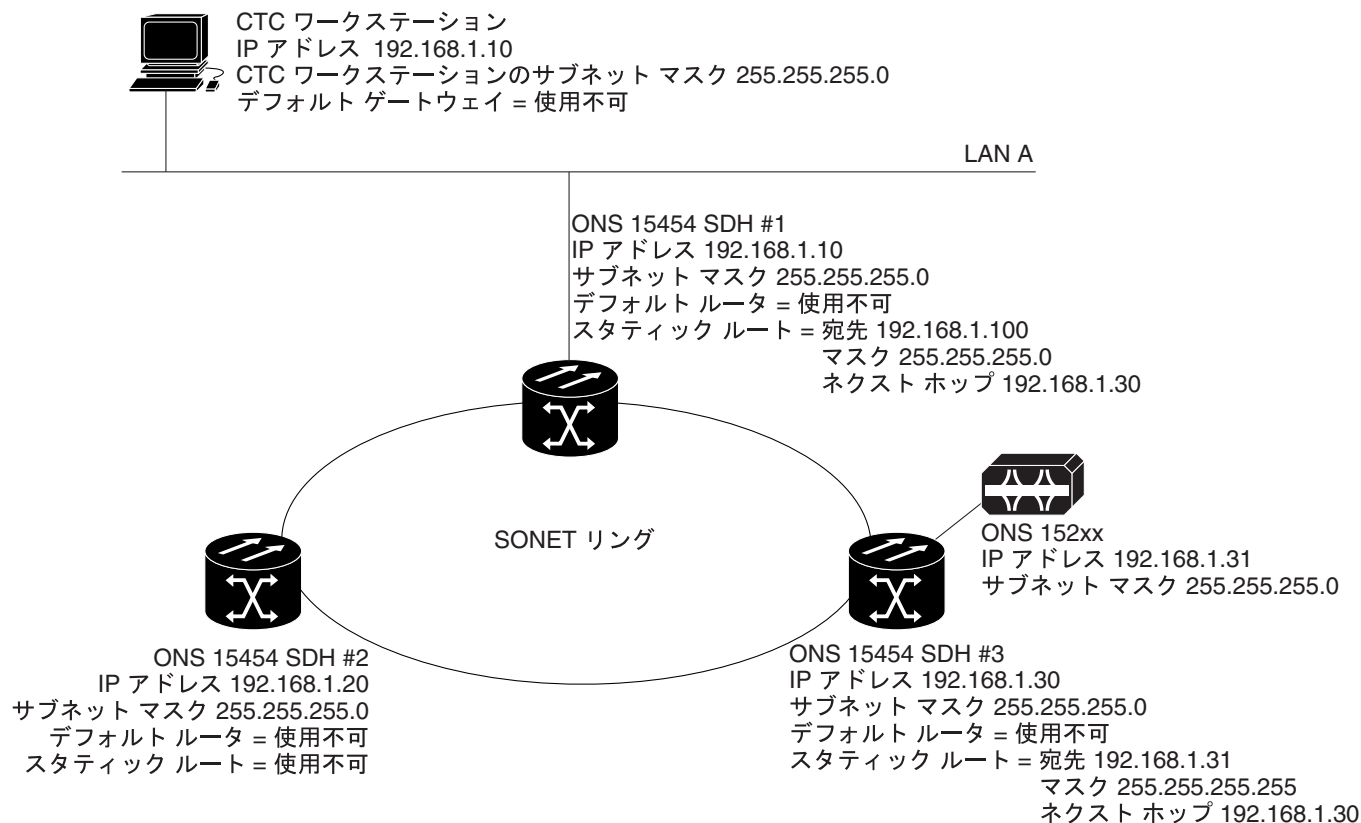 CTC ワークステーション
IP アドレス 192.168.1.10
CTC ワークステーションのサブネット マスク 255.255.255.0
デフォルト ゲートウェイ = 使用不可
LAN A
ONS 15454 SDH #1
IP アドレス 192.168.1.10
サブネット マスク 255.255.255.0
デフォルト ルータ = 使用不可
スタティック ルート = 宛先 192.168.1.100
マスク 255.255.255.0
ネクスト ホップ 192.168.1.30
SONET リング
ONS 152xx
IP アドレス 192.168.1.31
サブネット マスク 255.255.255.0
ONS 15454 SDH #2
IP アドレス 192.168.1.20
サブネット マスク 255.255.255.0
デフォルト ルータ = 使用不可
スタティック ルート = 使用不可
ONS 15454 SDH #3
IP アドレス 192.168.1.30
サブネット マスク 255.255.255.0
デフォルト ルータ = 使用不可
スタティック ルート = 宛先 192.168.1.31
マスク 255.255.255.255
ネクスト ホップ 192.168.1.30